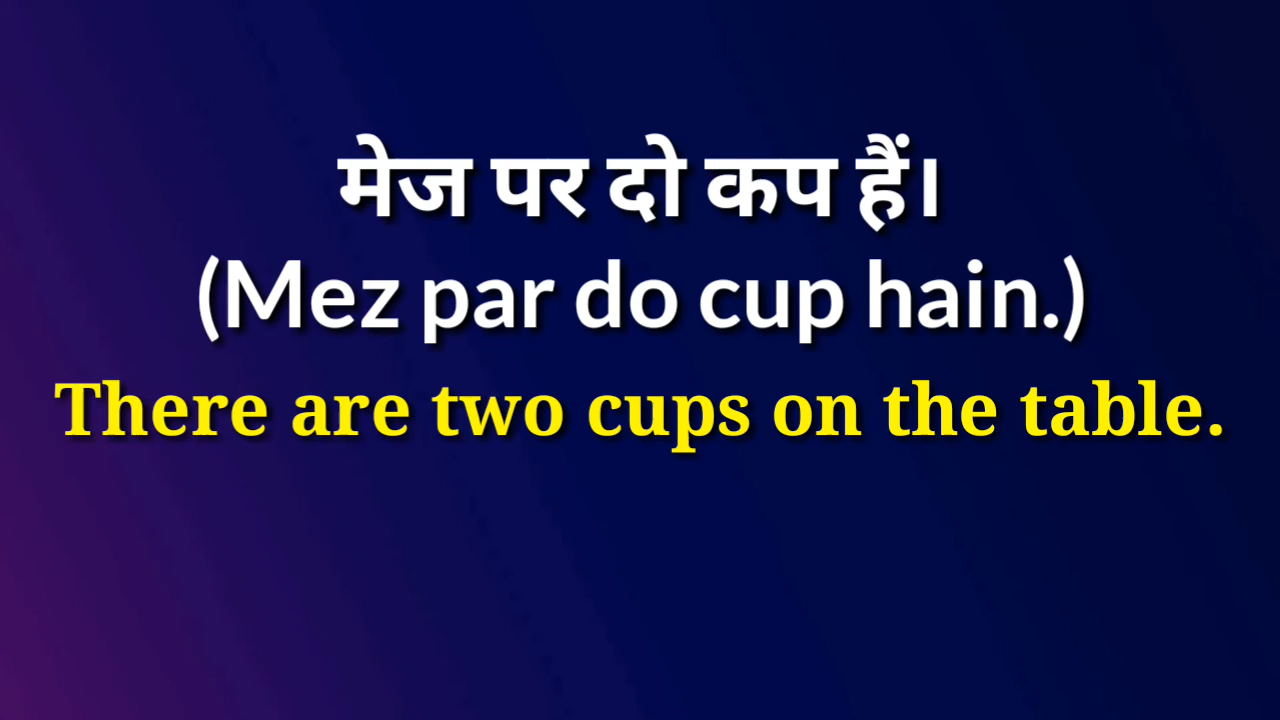 मेज पर दो कप हैं।
(Mez par do cup hain.)
There are two cups on the table.